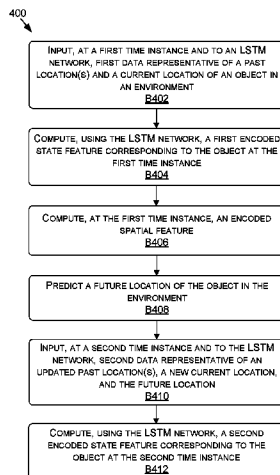 400
INPUT, AT A FIRST TIME INSTANCE AND TO AN LSTM
NETWORK, FIRST DATA REPRESENTATIVE OF A PAST
LOCATION(S) AND A CURRENT LOCATION OF AN OBJECT IN
AN ENVIRONMENT
B402
COMPUTE, USING THE LSTM NETWORK, A FIRST ENCODED
STATE FEATURE CORRESPONDING TO THE OBJECT AT THE
FIRST TIME INSTANCE
B404
COMPUTE, AT THE FIRST TIME INSTANCE, AN ENCODED
SPATIAL FEATURE
B406
PREDICT A FUTURE LOCATION OF THE OBJECT IN THE
ENVIRONMENT
B408
INPUT, AT A SECOND TIME INSTANCE AND TO THE LSTM
NETWORK, SECOND DATA REPRESENTATIVE OF AN
UPDATED PAST LOCATION(S), A NEW CURRENT LOCATION,
AND THE FUTURE LOCATION
B410
COMPUTE, USING THE LSTM NETWORK, A SECOND
ENCODED STATE FEATURE CORRESPONDING TO THE
OBJECT AT THE SECOND TIME INSTANCE
B412